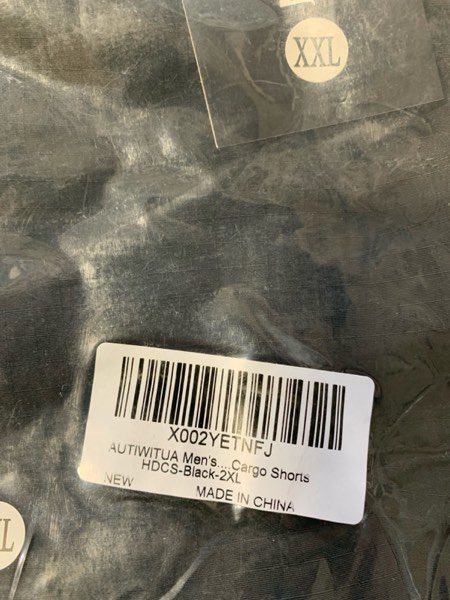 XXL
X002YETNFJ
AUTIWITUA Men's....Cargo Shorts
HDCS-Black-2XL
NEW
MADE IN CHINA
L